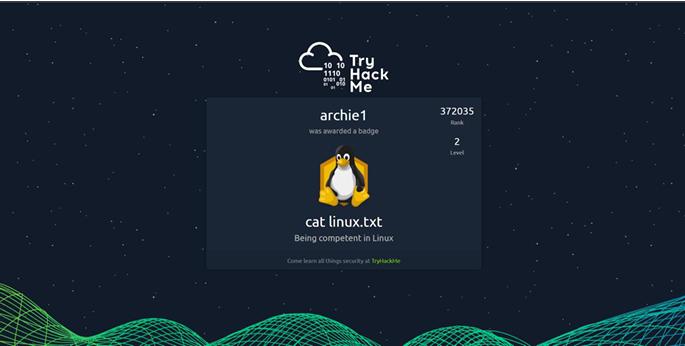 Try
Hack
Me
10 10
1110
0101 01
01 010
01
archie1
was awarded a badge
372035
Rank
2
Level
cat linux.txt
Being competent in Linux
Come learn all things security at TryHackMe